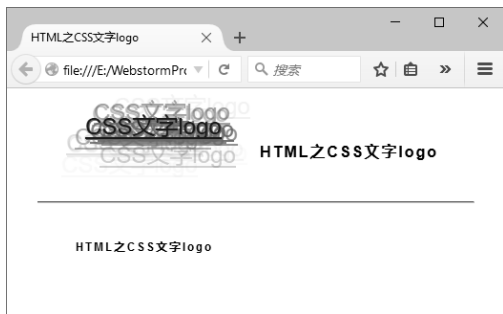 HTML之CSS文字logo
file:///E:/WebstormPro
搜索
CSS文字logo
CSS文字logo
CSS文字logo
HTML之CSS文字logo
HTML之CSS文字logo